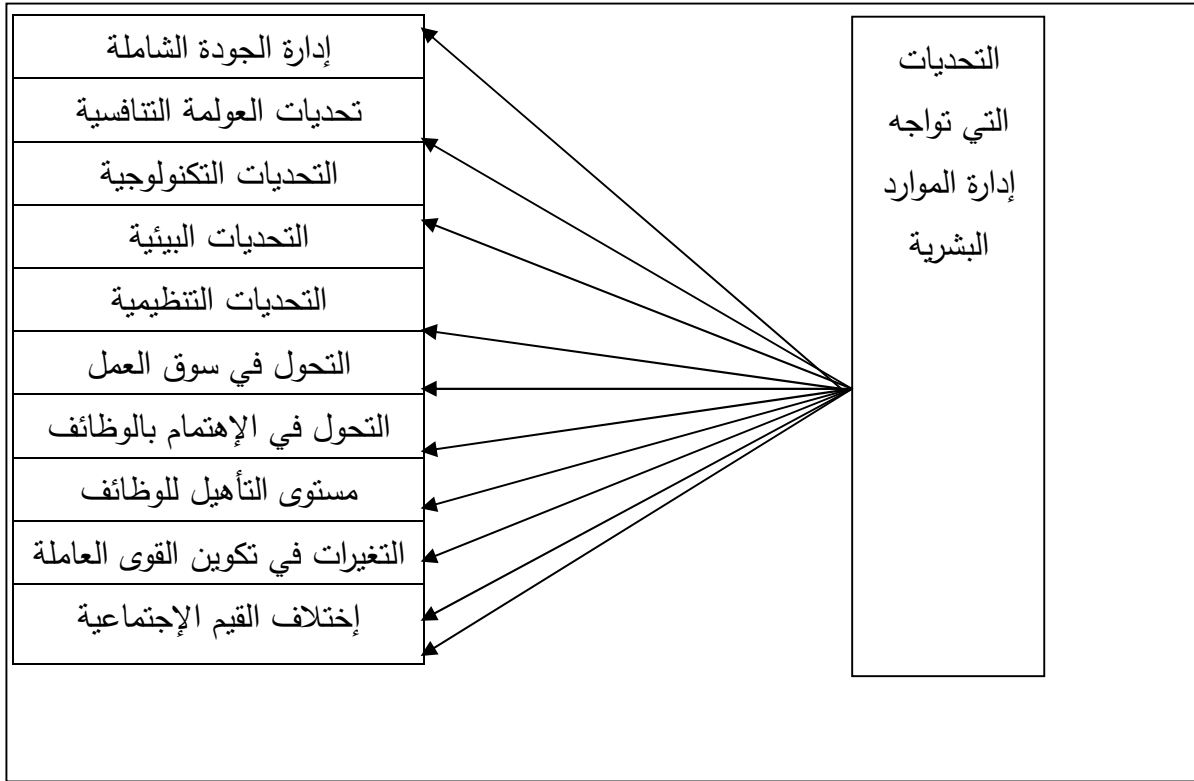 التحديات
التي تواجه
إدارة الموارد
البشرية
إدارة الجودة الشاملة
تحديات العولمة التنافسية
التحديات التكنولوجية
التحديات البيئية
التحديات التنظيمية
التحول في سوق العمل
التحول في الإهتمام بالوظائف
مستوى التأهيل للوظائف
التغيرات في تكوين القوى العاملة
إختلاف القيم الإجتماعية